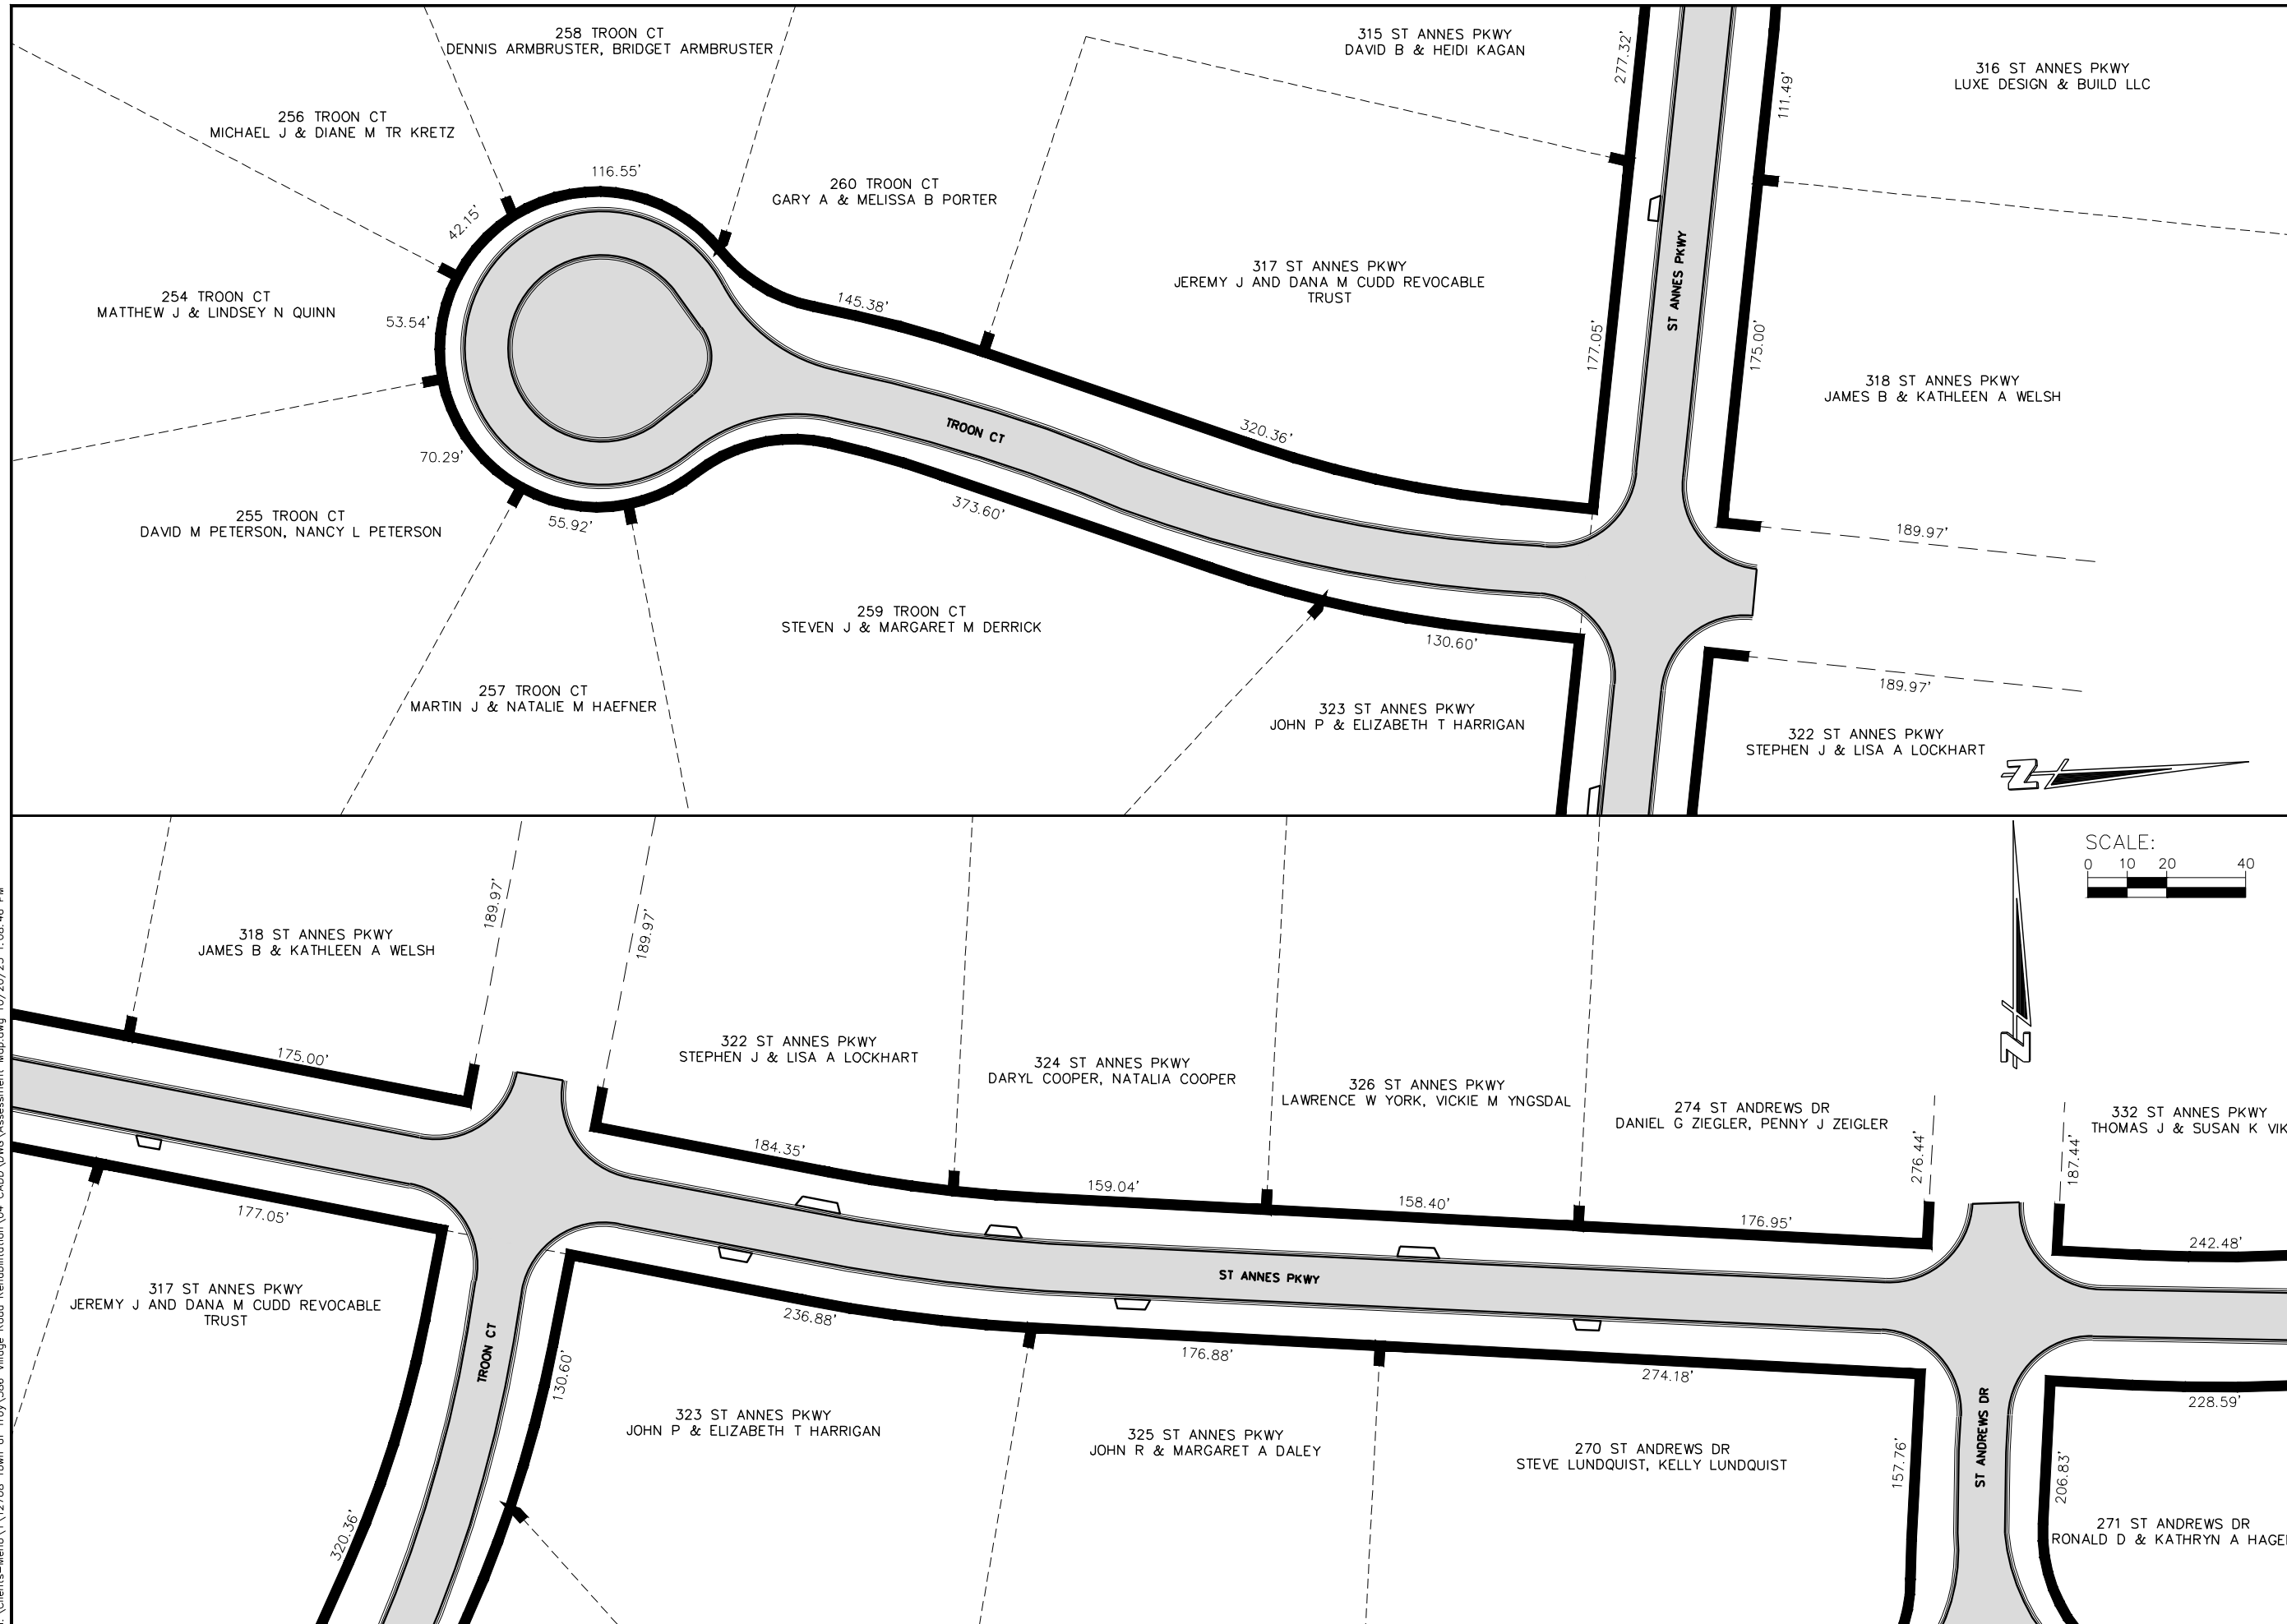 258 TROON CT
DENNIS ARMBRUSTER, BRIDGET ARMBRUSTER
315 ST ANNES PKWY
DAVID B & HEIDI KAGAN
277.32'
316 ST ANNES PKWY
LUXE DESIGN & BUILD LLC
111.49'
256 TROON CT
MICHAEL J & DIANE M TR KRETZ
116.55'
260 TROON CT
GARY A & MELISSA B PORTER
42.15'
317 ST ANNES PKWY
JEREMY J AND DANA M CUDD REVOCABLE
TRUST
ST ANNES PKWY
254 TROON CT
MATTHEW J & LINDSEY N QUINN
53.54'
145.38'
177.05'
175.00'
318 ST ANNES PKWY
JAMES B & KATHLEEN A WELSH
TROON CT
320.36'
70.29'
255 TROON CT
DAVID M PETERSON, NANCY L PETERSON
55.92'
373.60'
189.97'
259 TROON CT
STEVEN J & MARGARET M DERRICK
130.60'
257 TROON CT
MARTIN J & NATALIE M HAEFNER
323 ST ANNES PKWY
JOHN P & ELIZABETH T HARRIGAN
189.97'
322 ST ANNES PKWY
STEPHEN J & LISA A LOCKHART
N
SCALE:
0 10 20 40
318 ST ANNES PKWY
JAMES B & KATHLEEN A WELSH
189.97'
189.97'
175.00'
322 ST ANNES PKWY
STEPHEN J & LISA A LOCKHART
324 ST ANNES PKWY
DARYL COOPER, NATALIA COOPER
326 ST ANNES PKWY
LAWRENCE W YORK, VICKIE M YNGSDAL
274 ST ANDREWS DR
DANIEL G ZIEGLER, PENNY J ZEIGLER
N
276.44'
187.44'
332 ST ANNES PKWY
THOMAS J & SUSAN K VIK
184.35'
159.04'
158.40'
176.95'
242.48'
177.05'
ST ANNES PKWY
317 ST ANNES PKWY
JEREMY J AND DANA M CUDD REVOCABLE
TRUST
TROON CT
236.88'
130.60'
176.88'
274.18'
228.59'
323 ST ANNES PKWY
JOHN P & ELIZABETH T HARRIGAN
325 ST ANNES PKWY
JOHN R & MARGARET A DALEY
270 ST ANDREWS DR
STEVE LUNDQUIST, KELLY LUNDQUIST
157.76'
ST ANDREWS DR
206.83'
320.36'
271 ST ANDREWS DR
RONALD D & KATHRYN A HAGE